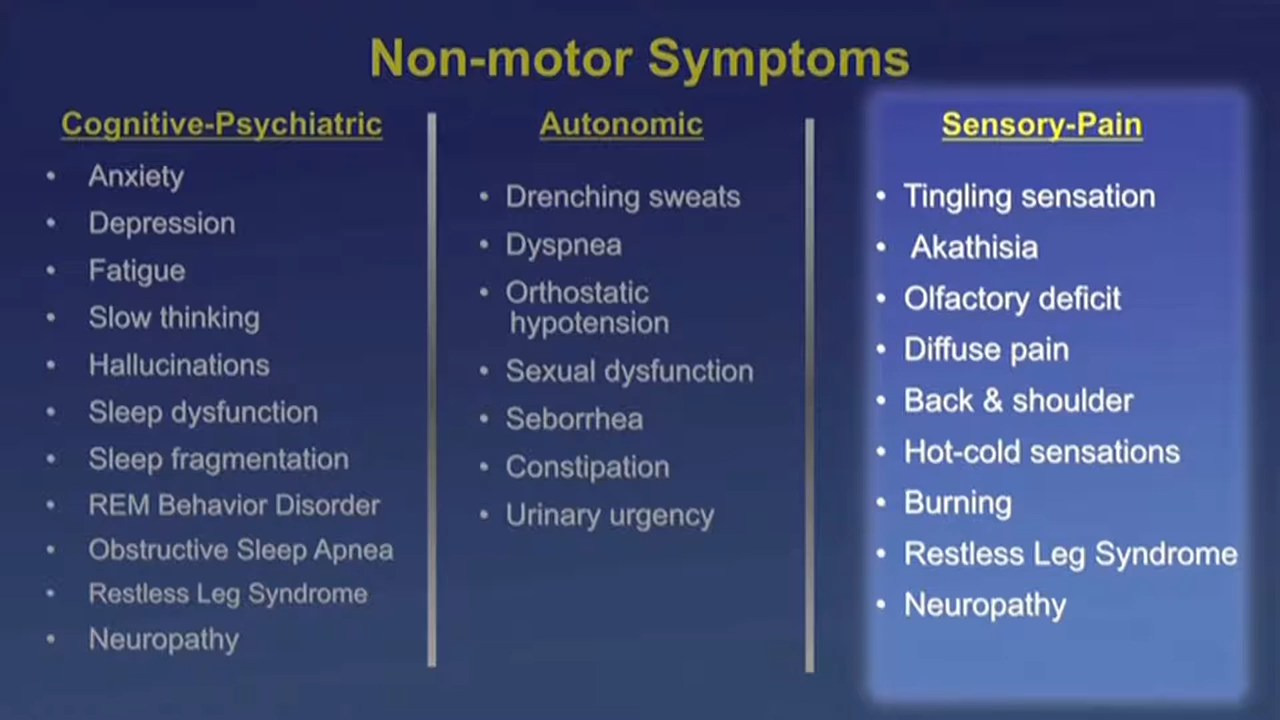 Non-motor Symptoms
Cognitive-Psychiatric
• Anxiety
• Depression
• Fatigue
• Slow thinking
• Hallucinations
• Sleep dysfunction
• Sleep fragmentation
• REM Behavior Disorder
• Obstructive Sleep Apnea
• Restless Leg Syndrome
• Neuropathy
Autonomic
• Drenching sweats
• Dyspnea
• Orthostatic
hypotension
• Sexual dysfunction
• Seborrhea
• Constipation
• Urinary urgency
Sensory-Pain
• Tingling sensation
• Akathisia
• Olfactory deficit
• Diffuse pain
• Back & shoulder
• Hot-cold sensations
• Burning
• Restless Leg Syndrome
• Neuropathy